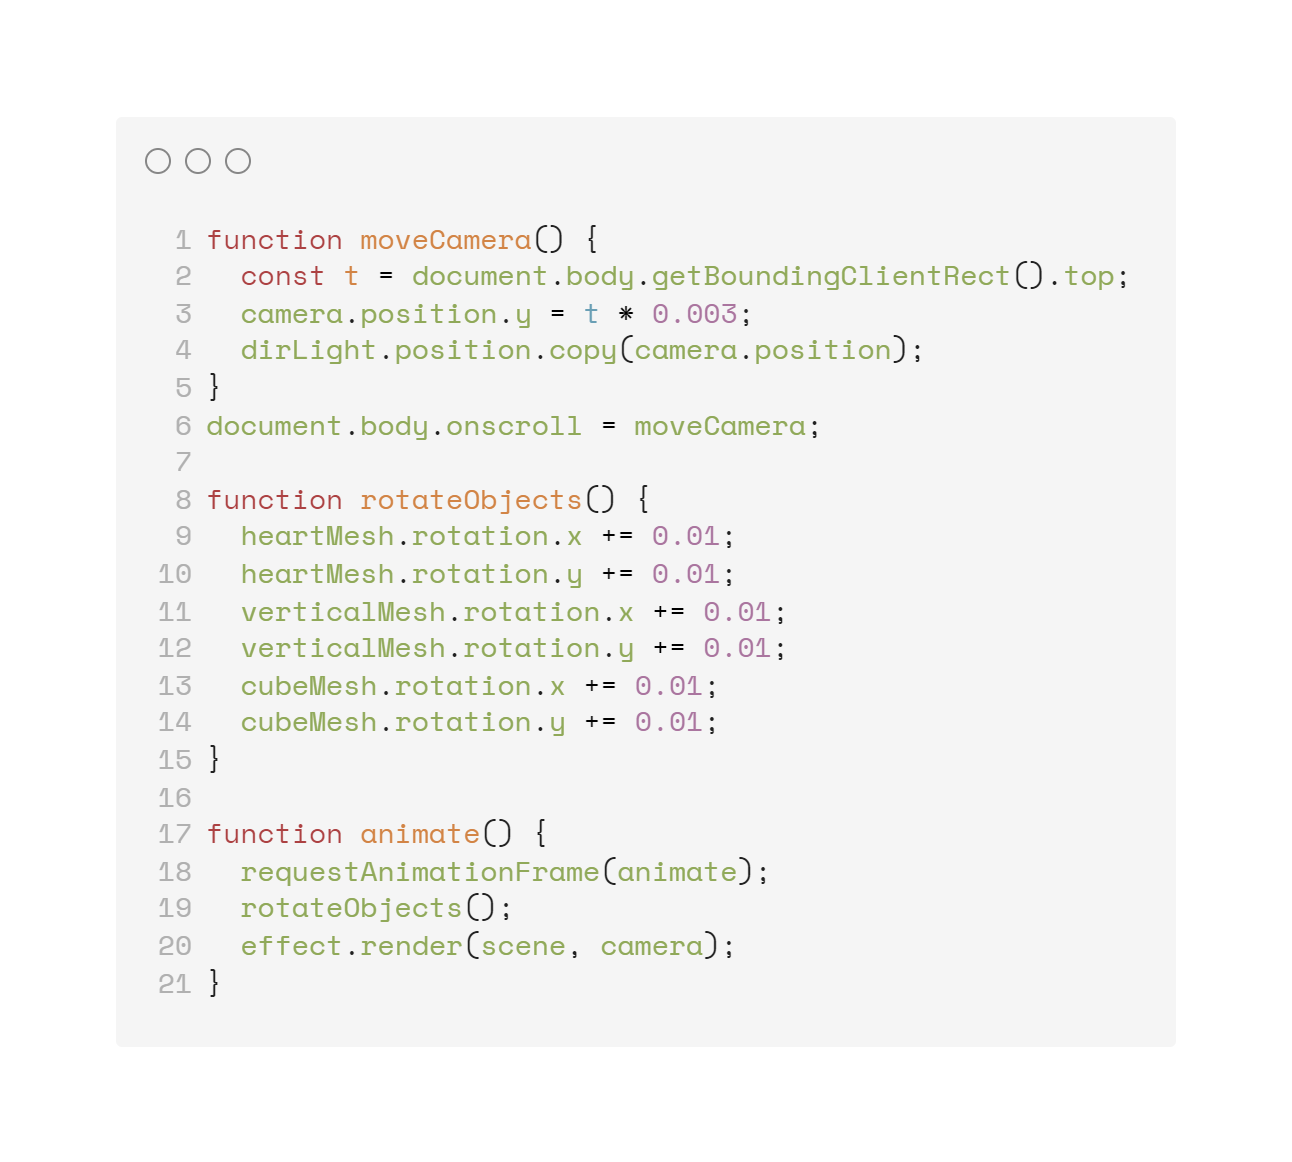 1 function moveCamera() {
2   const t = document.body.getBoundingClientRect().top;
3   camera.position.y = t * 0.003;
4   dirLight.position.copy(camera.position);
5 }
6 document.body.onscroll = moveCamera;
7
8 function rotateObjects() {
9   heartMesh.rotation.x += 0.01;
10   heartMesh.rotation.y += 0.01;
11   verticalMesh.rotation.x += 0.01;
12   verticalMesh.rotation.y += 0.01;
13   cubeMesh.rotation.x += 0.01;
14   cubeMesh.rotation.y += 0.01;
15 }
16
17 function animate() {
18   requestAnimationFrame(animate);
19   rotateObjects();
20   effect.render(scene, camera);
21 }